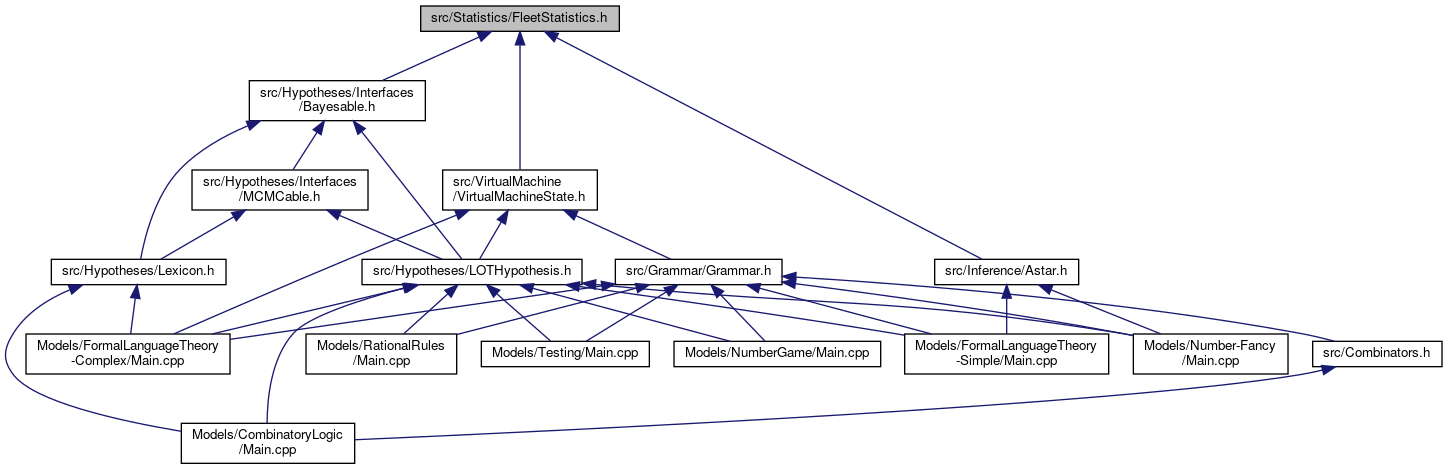 src/Statistics/FleetStatistics.h
src/Hypotheses/Interfaces
/Bayesable.h
src/Hypotheses/Interfaces
/MCMCable.h
src/VirtualMachine
/VirtualMachineState.h
src/Hypotheses/Lexicon.h
src/Hypotheses/LOTHypothesis.h
src/Grammar/Grammar.h
src/Inference/Astar.h
Models/FormalLanguageTheory
-Complex/Main.cpp
Models/RationalRules
/Main.cpp
Models/Testing/Main.cpp
Models/NumberGame/Main.cpp
Models/FormalLanguageTheory
-Simple/Main.cpp
Models/Number-Fancy
/Main.cpp
src/Combinators.h
Models/CombinatoryLogic
/Main.cpp